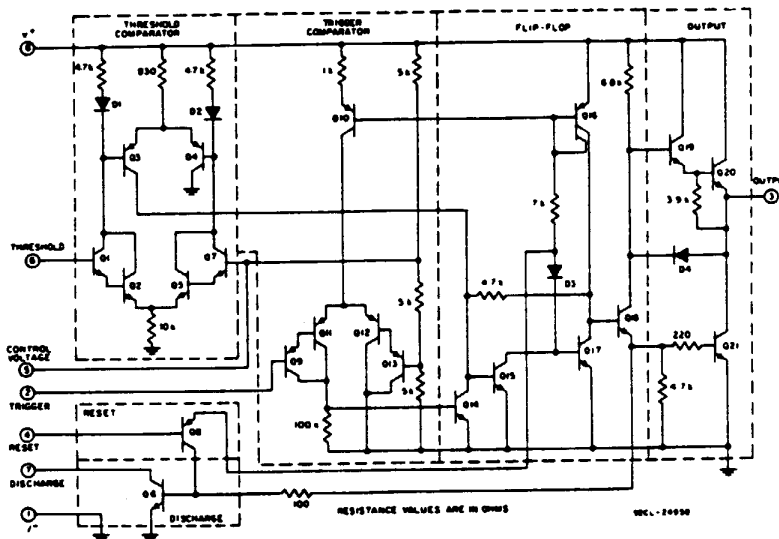 THRESHOLD
COMPARATOR
TRIGGER
COMPARATOR
FLIP-FLOP
OUTPUT
V+
8
4.7k
830
4.7k
1k
5k
6.8k
D1
D2
Q10
Q16
Q19
Q3
Q4
Q20
OUTPUT
3
7k
3.9k
THRESHOLD
6
Q1
Q2
Q5
Q7
D3
D4
4.7k
5k
10k
Q11
Q12
Q18
CONTROL
VOLTAGE
5
Q9
Q13
220
Q21
2
TRIGGER
Q15
Q17
5k
4.7k
RESET
100k
Q14
4
RESET
Q8
7
DISCHARGE
Q6
100
1
V-
DISCHARGE
RESISTANCE VALUES ARE IN OHMS